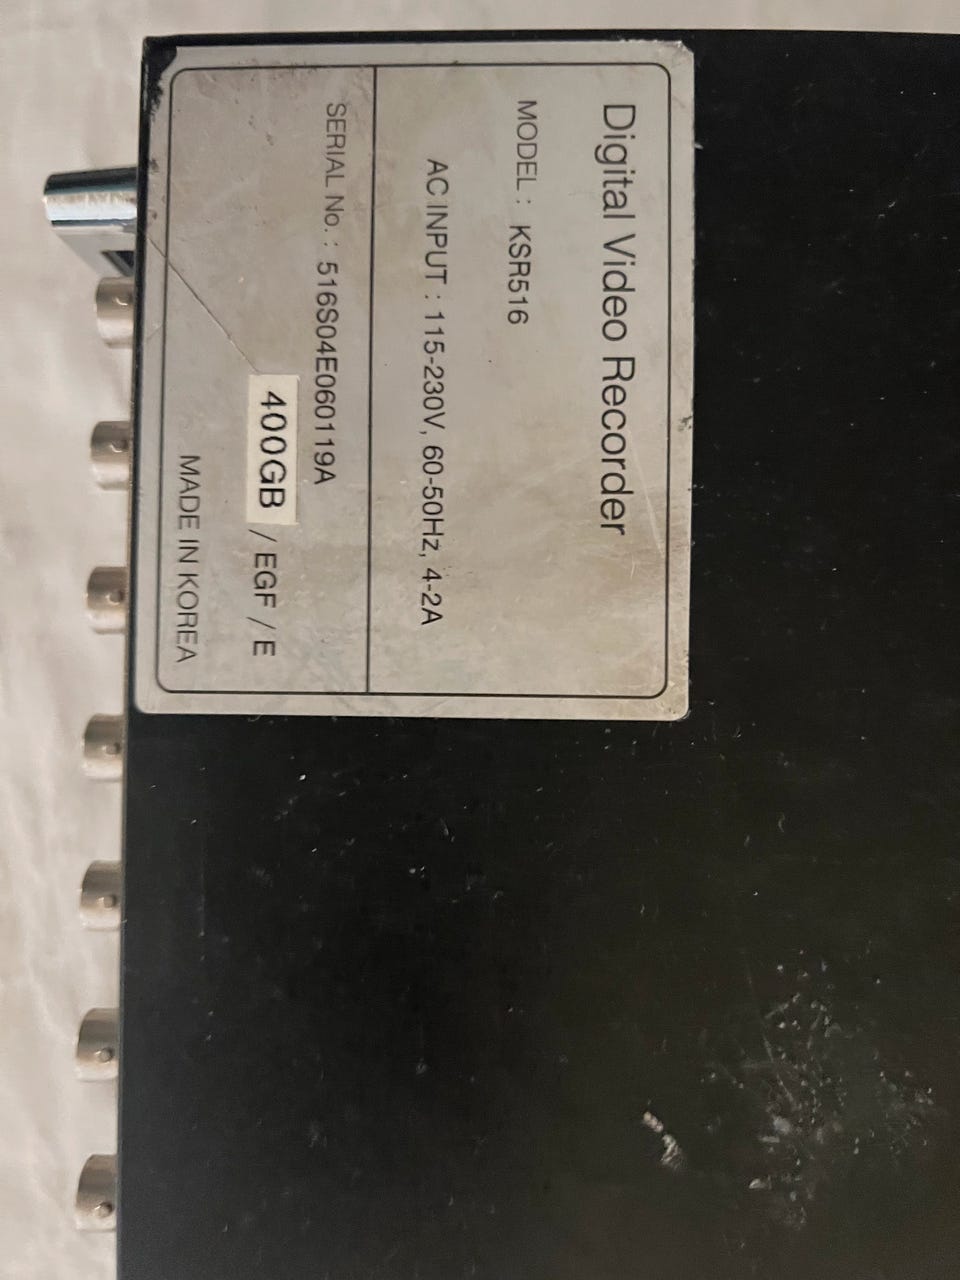 Digital Video Recorder
MODEL : KSR516
AC INPUT : 115-230V, 60-50Hz, 4-2A
SERIAL No. : 516S04E060119A
400GB / EGF / E
MADE IN KOREA